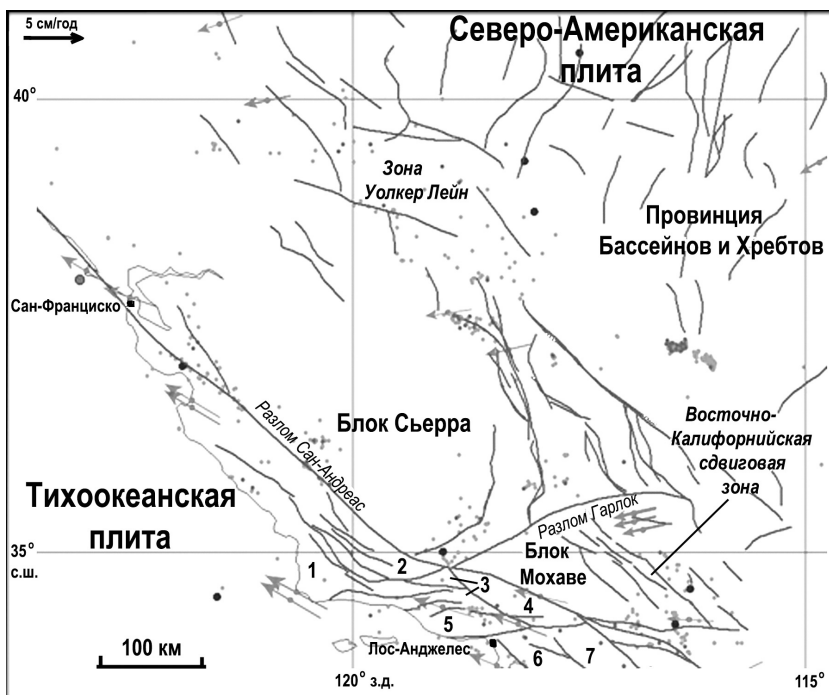 5 см/год
Северо-Американская
плита
40°
Зона
Уолкер Лейн
Провинция
Бассейнов и Хребтов
Сан-Франциско
Разлом Сан-Андреас
Блок Сьерра
Восточно-
Калифорнийская
сдвиговая
зона
Тихоокеанская
плита
Разлом Гарлок
35°
с.ш.
Блок
Мохаве
1
2
3
4
5
6
7
Лос-Анджелес
100 км
120° з.д.
115°